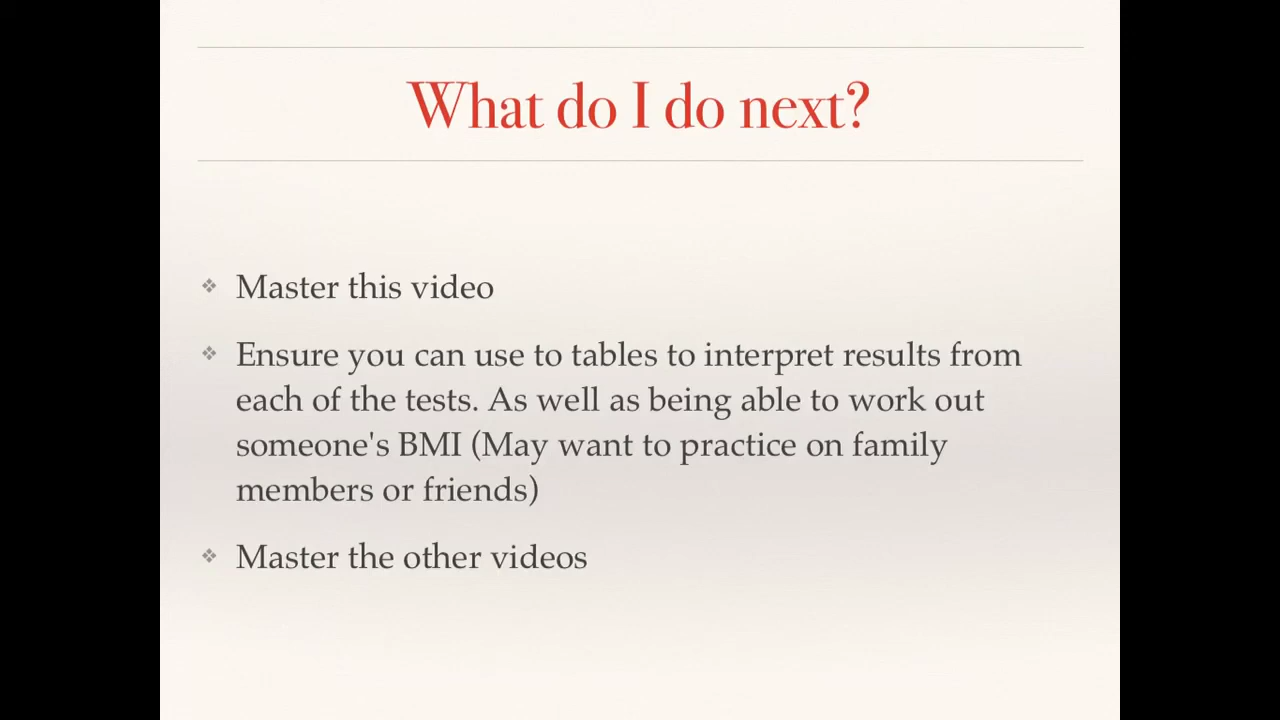 What do I do next?
❖ Master this video
❖ Ensure you can use to tables to interpret results from
each of the tests. As well as being able to work out
someone's BMI (May want to practice on family
members or friends)
❖ Master the other videos